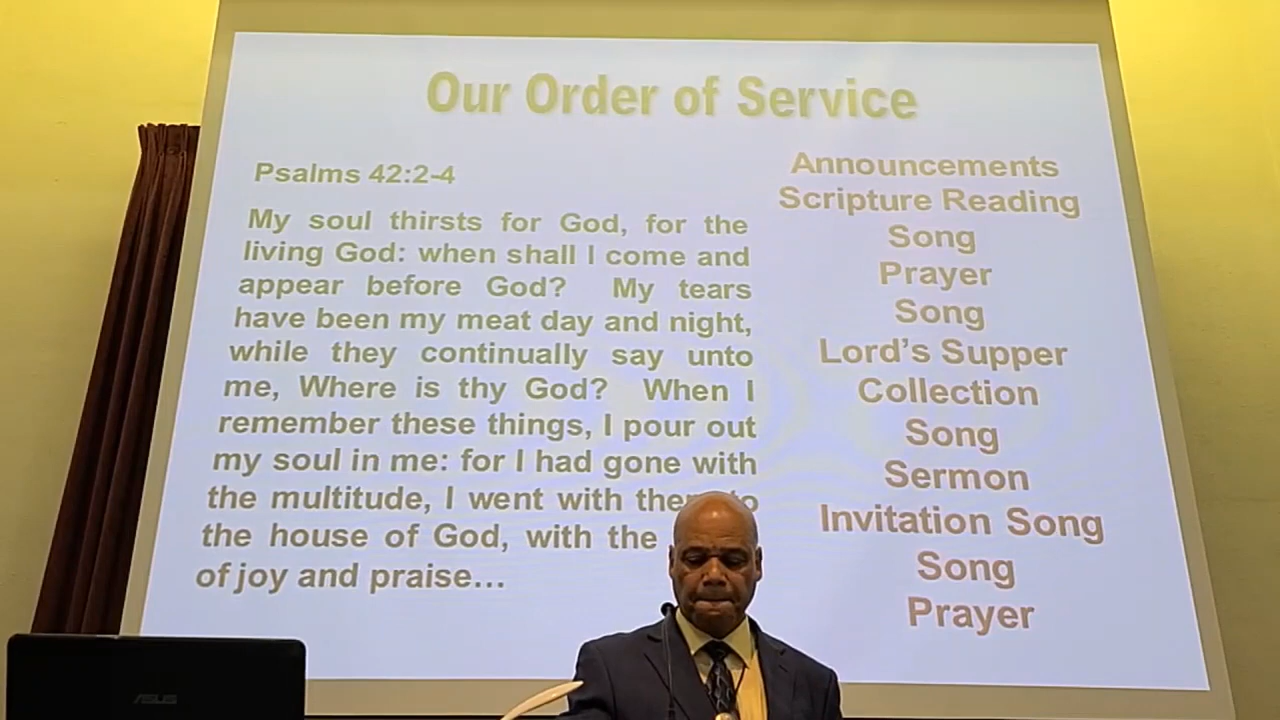 Our Order of Service
Psalms 42:2-4
My soul thirsts for God, for the
living God: when shall I come and
appear before God? My tears
have been my meat day and night,
while they continually say unto
me, Where is thy God? When I
remember these things, I pour out
my soul in me: for I had gone with
the multitude, I went with
the house of God, with the
of joy and praise...
Announcements
Scripture Reading
Song
Prayer
Song
Lord's Supper
Collection
Song
Sermon
Invitation Song
Song
Prayer
ASUS